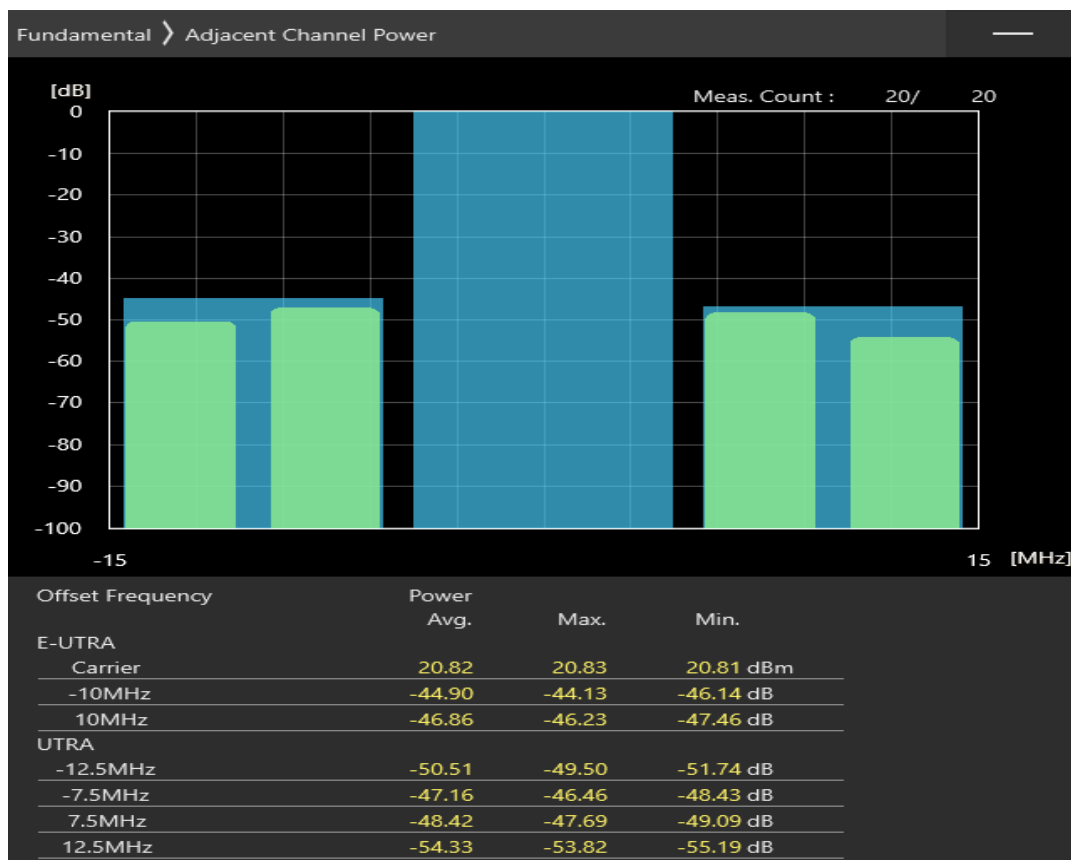 Fundamental 》 Adjacent Channel Power
[dB]
Meas. Count : 20/ 20
0
-10
-20
-30
-40
-50
-60
-70
-80
-90
-100
-15 15 [MHz]
Offset Frequency Power
Avg. Max. Min.
E-UTRA
Carrier 20.82 20.83 20.81 dBm
-10MHz -44.90 -44.13 -46.14 dB
10MHz -46.86 -46.23 -47.46 dB
UTRA
-12.5MHz -50.51 -49.50 -51.74 dB
-7.5MHz -47.16 -46.46 -48.43 dB
7.5MHz -48.42 -47.69 -49.09 dB
12.5MHz -54.33 -53.82 -55.19 dB